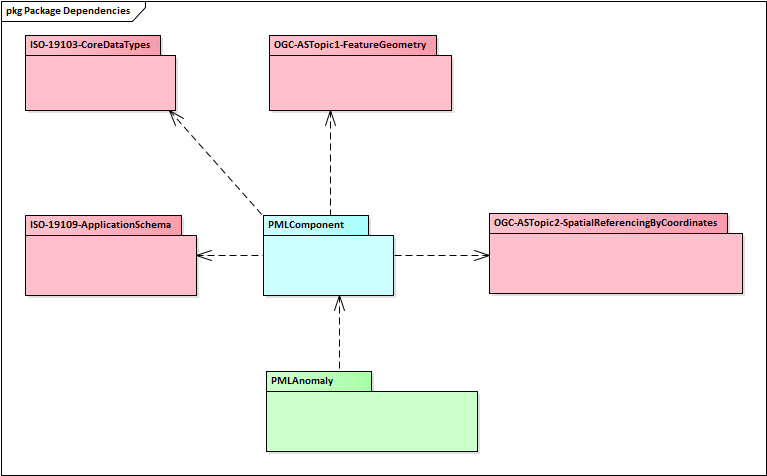 pkg Package Dependencies
ISO-19103-CoreDataTypes
OGC-ASTopic1-FeatureGeometry
ISO-19109-ApplicationSchema
PMLComponent
OGC-ASTopic2-SpatialReferencingByCoordinates
PMLAnomaly